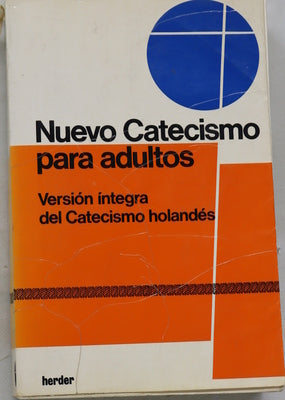 Nuevo Catecismo
para adultos
Versión íntegra
del Catecismo holandés
herder